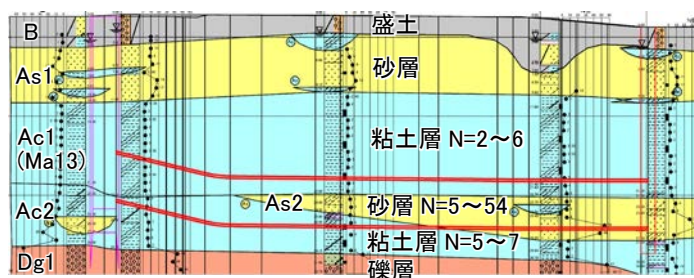 B
盛土
As1
砂層
Ac1
(Ma13)
粘土層 N=2～6
As2
砂層 N=5～54
Ac2
粘土層 N=5～7
Dg1
礫層